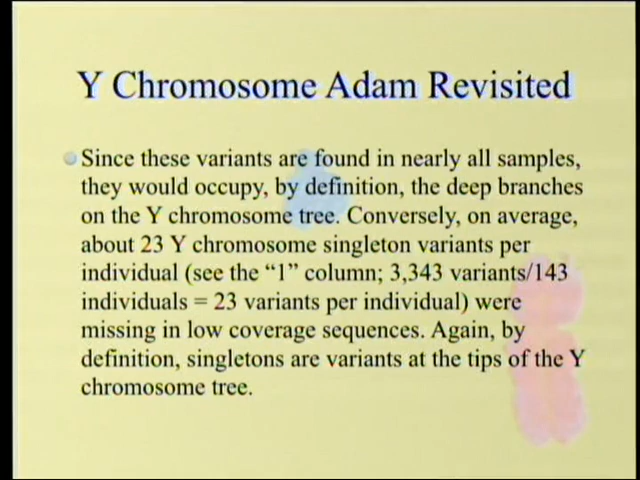 Y Chromosome Adam Revisited
Since these variants are found in nearly all samples,
they would occupy, by definition, the deep branches
on the Y chromosome tree. Conversely, on average,
about 23 Y chromosome singleton variants per
individual (see the “1” column; 3,343 variants/143
individuals = 23 variants per individual) were
missing in low coverage sequences. Again, by
definition, singletons are variants at the tips of the Y
chromosome tree.